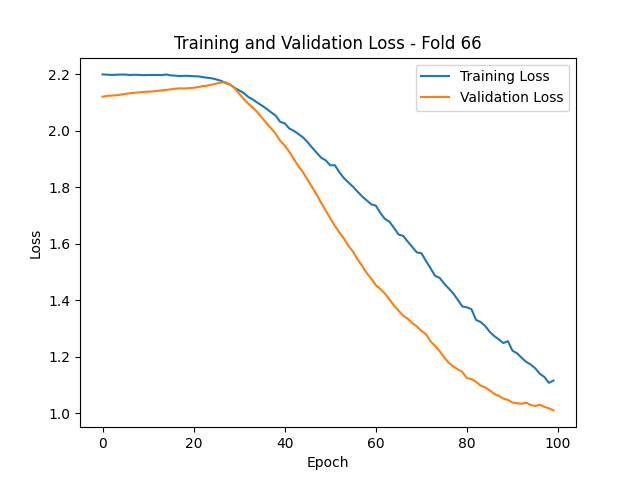 Training and Validation Loss - Fold 66
Training Loss
Validation Loss
2.2
2.0
1.8
1.6
1.4
1.2
1.0
Loss
0 20 40 60 80 100
Epoch